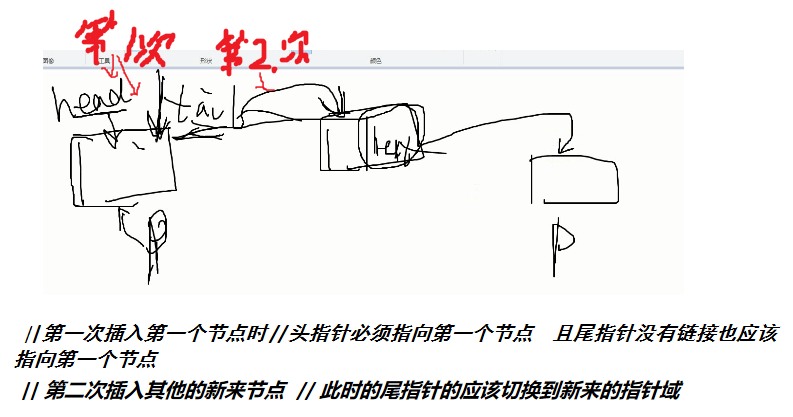 第1次 第2.次
图像 工具 形状 颜色
head tail
next
p p
//第一次插入第一个节点时//头指针必须指向第一个节点 且尾指针没有链接也应该
指向第一个节点
// 第二次插入其他的新来节点 // 此时的尾指针的应该切换到新来的指针域